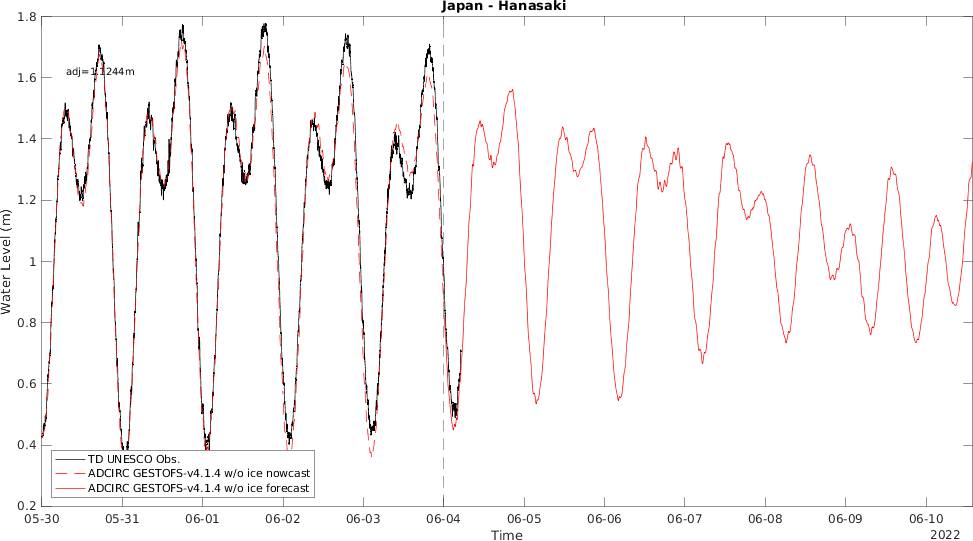 Japan - Hanasaki
1.8
1.6
1.4
1.2
1
0.8
0.6
0.4
0.2
Water Level (m)
adj=1.1244m
TD UNESCO Obs.
ADCIRC GESTOFS-v4.1.4 w/o ice nowcast
ADCIRC GESTOFS-v4.1.4 w/o ice forecast
05-30 05-31 06-01 06-02 06-03 06-04 06-05 06-06 06-07 06-08 06-09 06-10
Time
2022